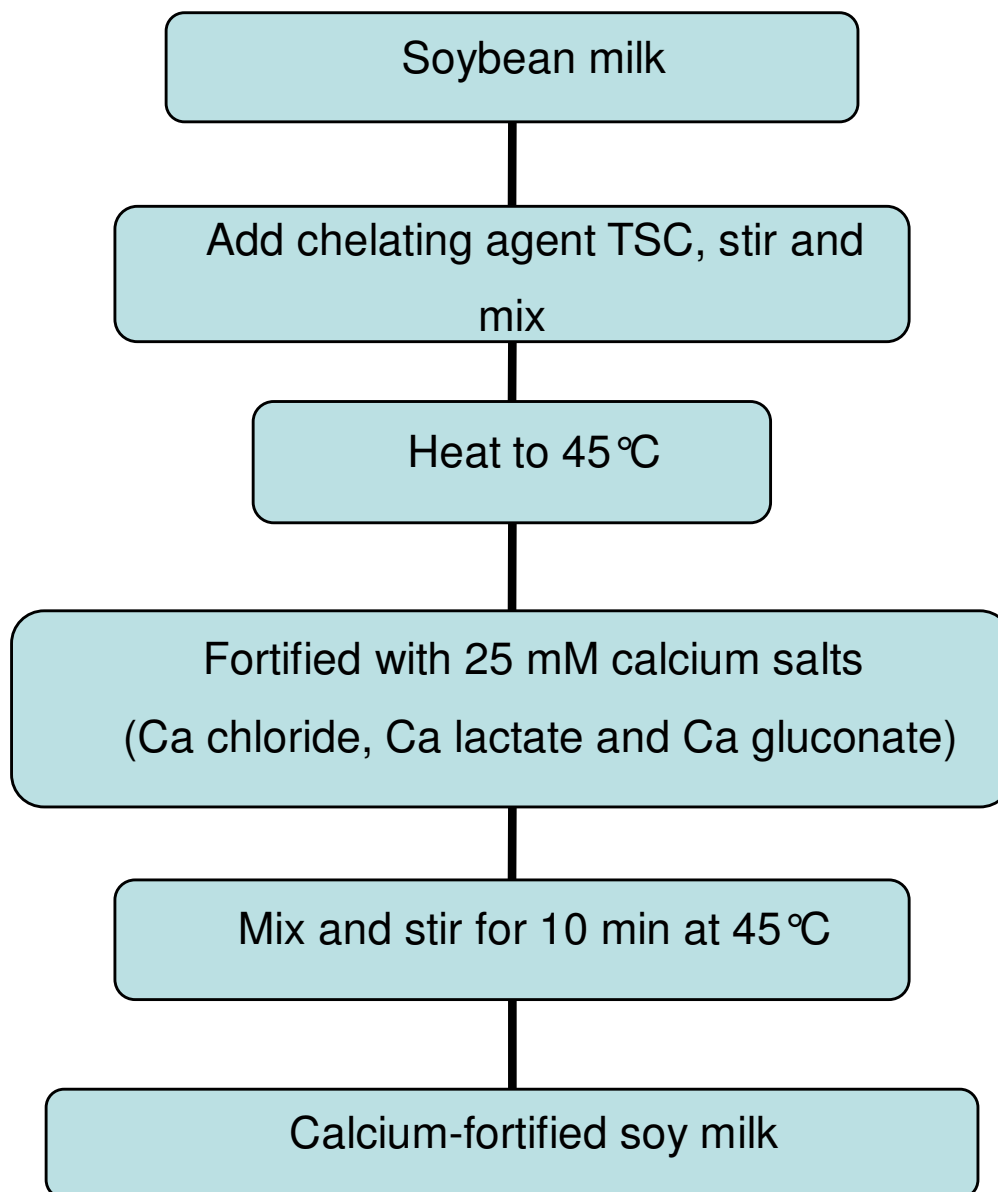 Soybean milk
Add chelating agent TSC, stir and
mix
Heat to 45°C
Fortified with 25 mM calcium salts
(Ca chloride, Ca lactate and Ca gluconate)
Mix and stir for 10 min at 45°C
Calcium-fortified soy milk